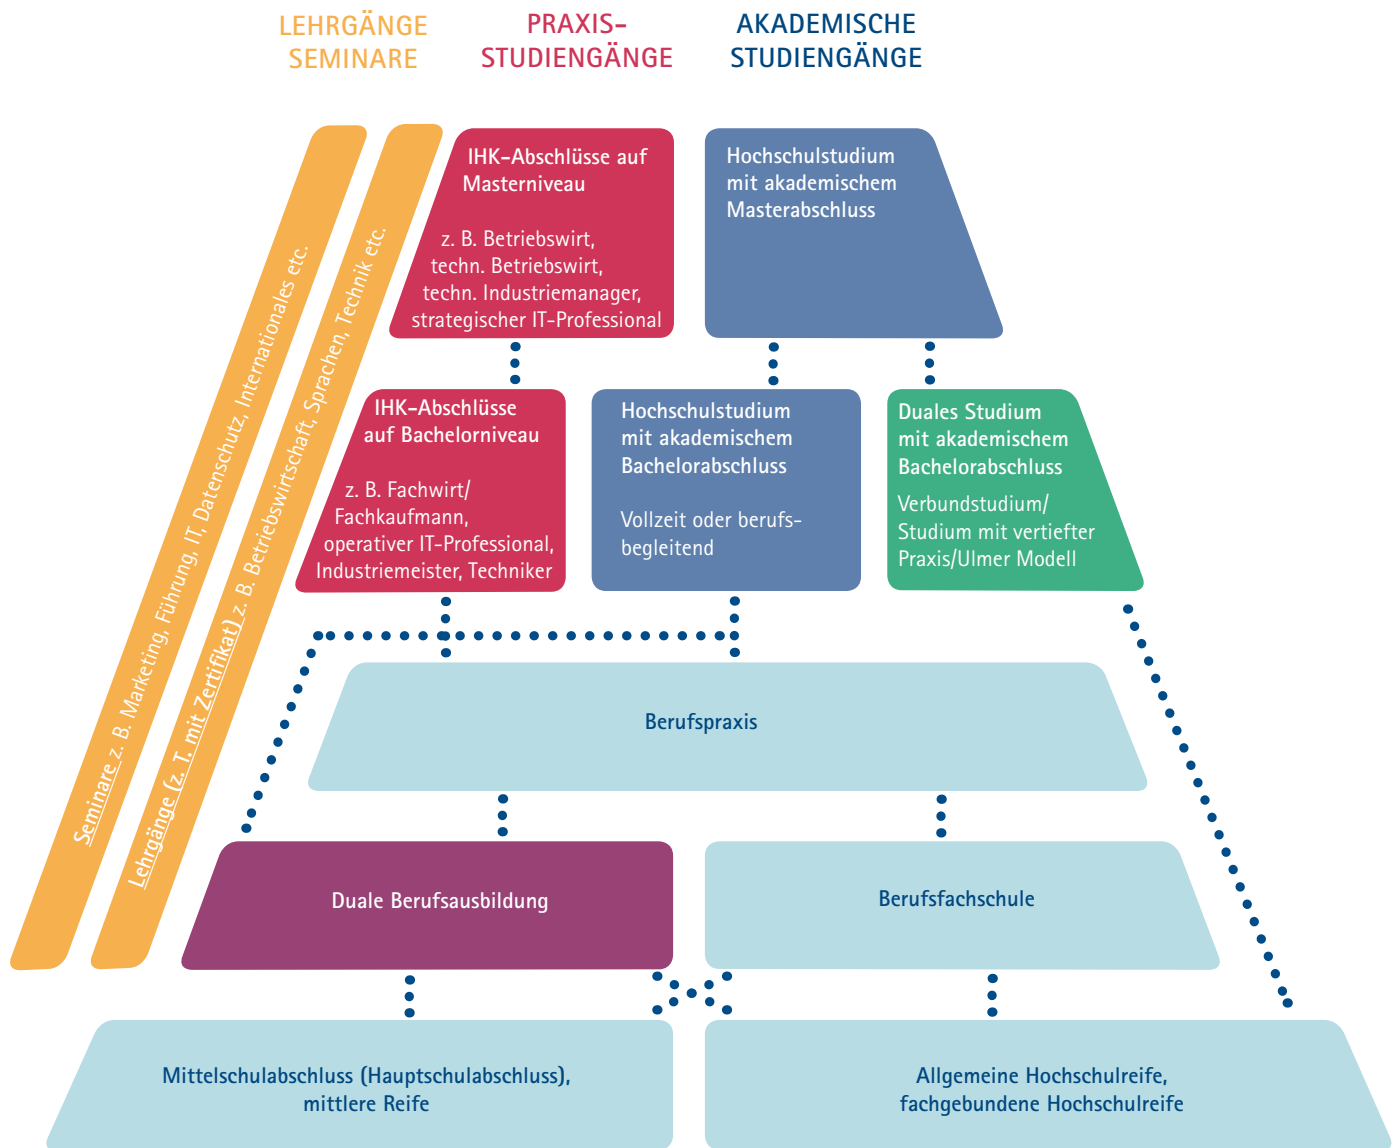 LEHRGÄNGE
SEMINARE
PRAXIS-
STUDIENGÄNGE
AKADEMISCHE
STUDIENGÄNGE
Seminare z. B. Marketing, Führung, IT, Datenschutz, Internationales etc.
Lehrgänge (z. T. mit Zertifikat) z. B. Betriebswirtschaft, Sprachen, Technik etc.
IHK-Abschlüsse auf
Masterniveau
z. B. Betriebswirt,
techn. Betriebswirt,
techn. Industriemanager,
strategischer IT-Professional
Hochschulstudium
mit akademischem
Masterabschluss
IHK-Abschlüsse
auf Bachelorniveau
z. B. Fachwirt/
Fachkaufmann,
operativer IT-Professional,
Industriemeister, Techniker
Hochschulstudium
mit akademischem
Bachelorabschluss
Vollzeit oder berufs-
begleitend
Duales Studium
mit akademischem
Bachelorabschluss
Verbundstudium/
Studium mit vertiefter
Praxis/Ulmer Modell
Berufspraxis
Duale Berufsausbildung
Berufsfachschule
Mittelschulabschluss (Hauptschulabschluss),
mittlere Reife
Allgemeine Hochschulreife,
fachgebundene Hochschulreife